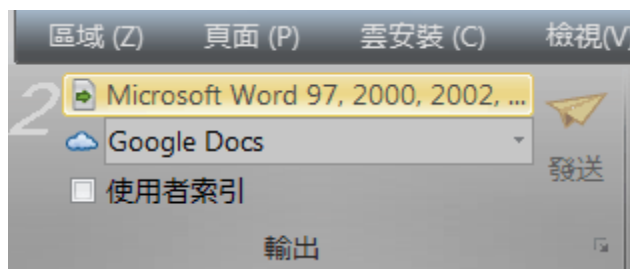 區域 (Z) 頁面 (P) 雲安裝 (C) 檢視(V)
2
Microsoft Word 97, 2000, 2002, ...
Google Docs
發送
使用者索引
輸出